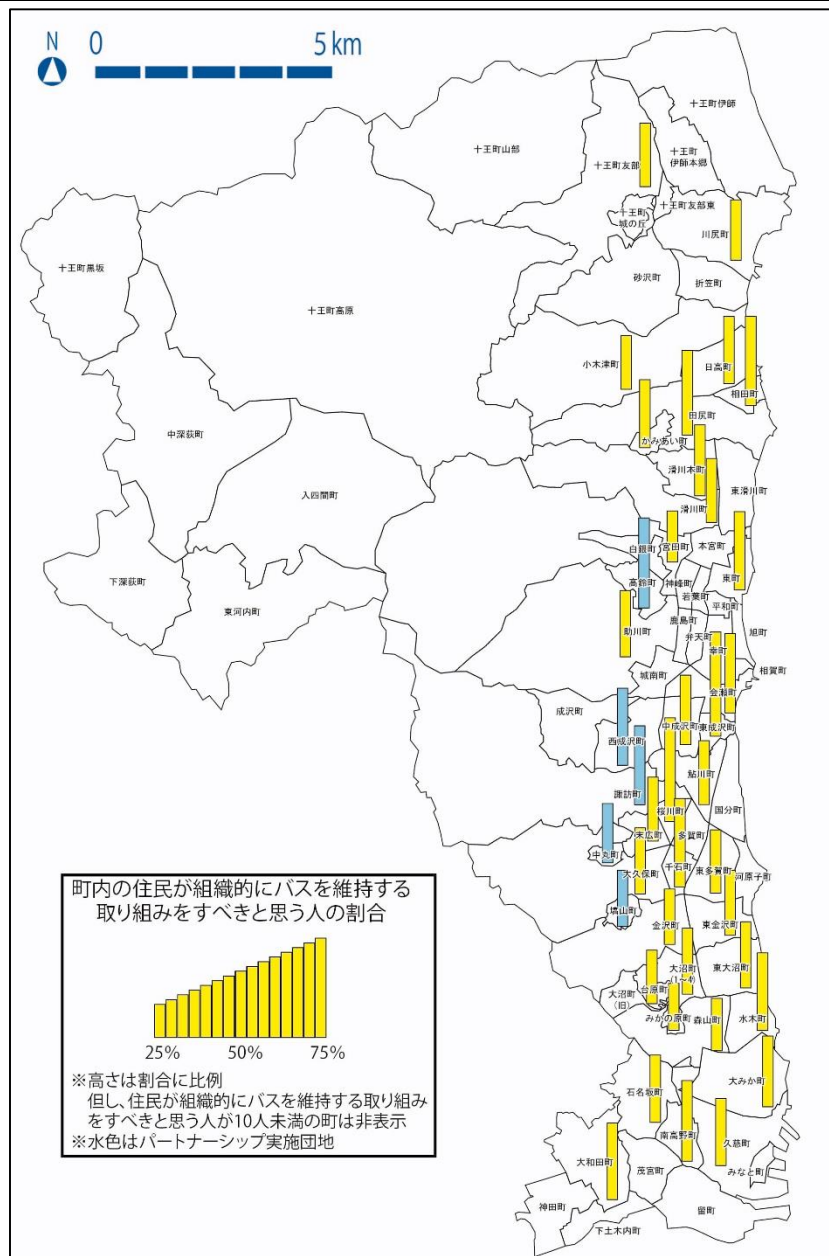 N 0 5km
十王町伊師
十王町山部
十王町友部
十王町
伊師本郷
十王町友部東
十王町
城の丘
川尻町
十王町黒坂
砂沢町
折笠町
十王町高原
小木津町
日高町
相田町
田尻町
かみあい町
中深荻町
滑川本町
入四間町
東滑川町
滑川町
白銀町
宮田町
本宮町
下深荻町
高鈴町
神峰町
東町
若葉町
平和町
東河内町
鹿島町
助川町
弁天町
旭町
幸町
相賀町
城南町
会瀬町
成沢町
中成沢町
東成沢町
西成沢町
鮎川町
諏訪町
桜川町
国分町
末広町
多賀町
中丸町
千石町
大久保町
東多賀町
河原子町
塙山町
金沢町
東金沢町
大沼町
(1~4)
東大沼町
台原町
大沼町
(旧)
みかの原町
森山町
水木町
大みか町
石名坂町
南高野町
久慈町
大和田町
茂宮町
みなと町
神田町
留町
下土木内町
町内の住民が組織的にバスを維持する
取り組みをすべきと思う人の割合
25% 50% 75%
※高さは割合に比例
但し、住民が組織的にバスを維持する取り組み
をすべきと思う人が10人未満の町は非表示
※水色はパートナーシップ実施団地